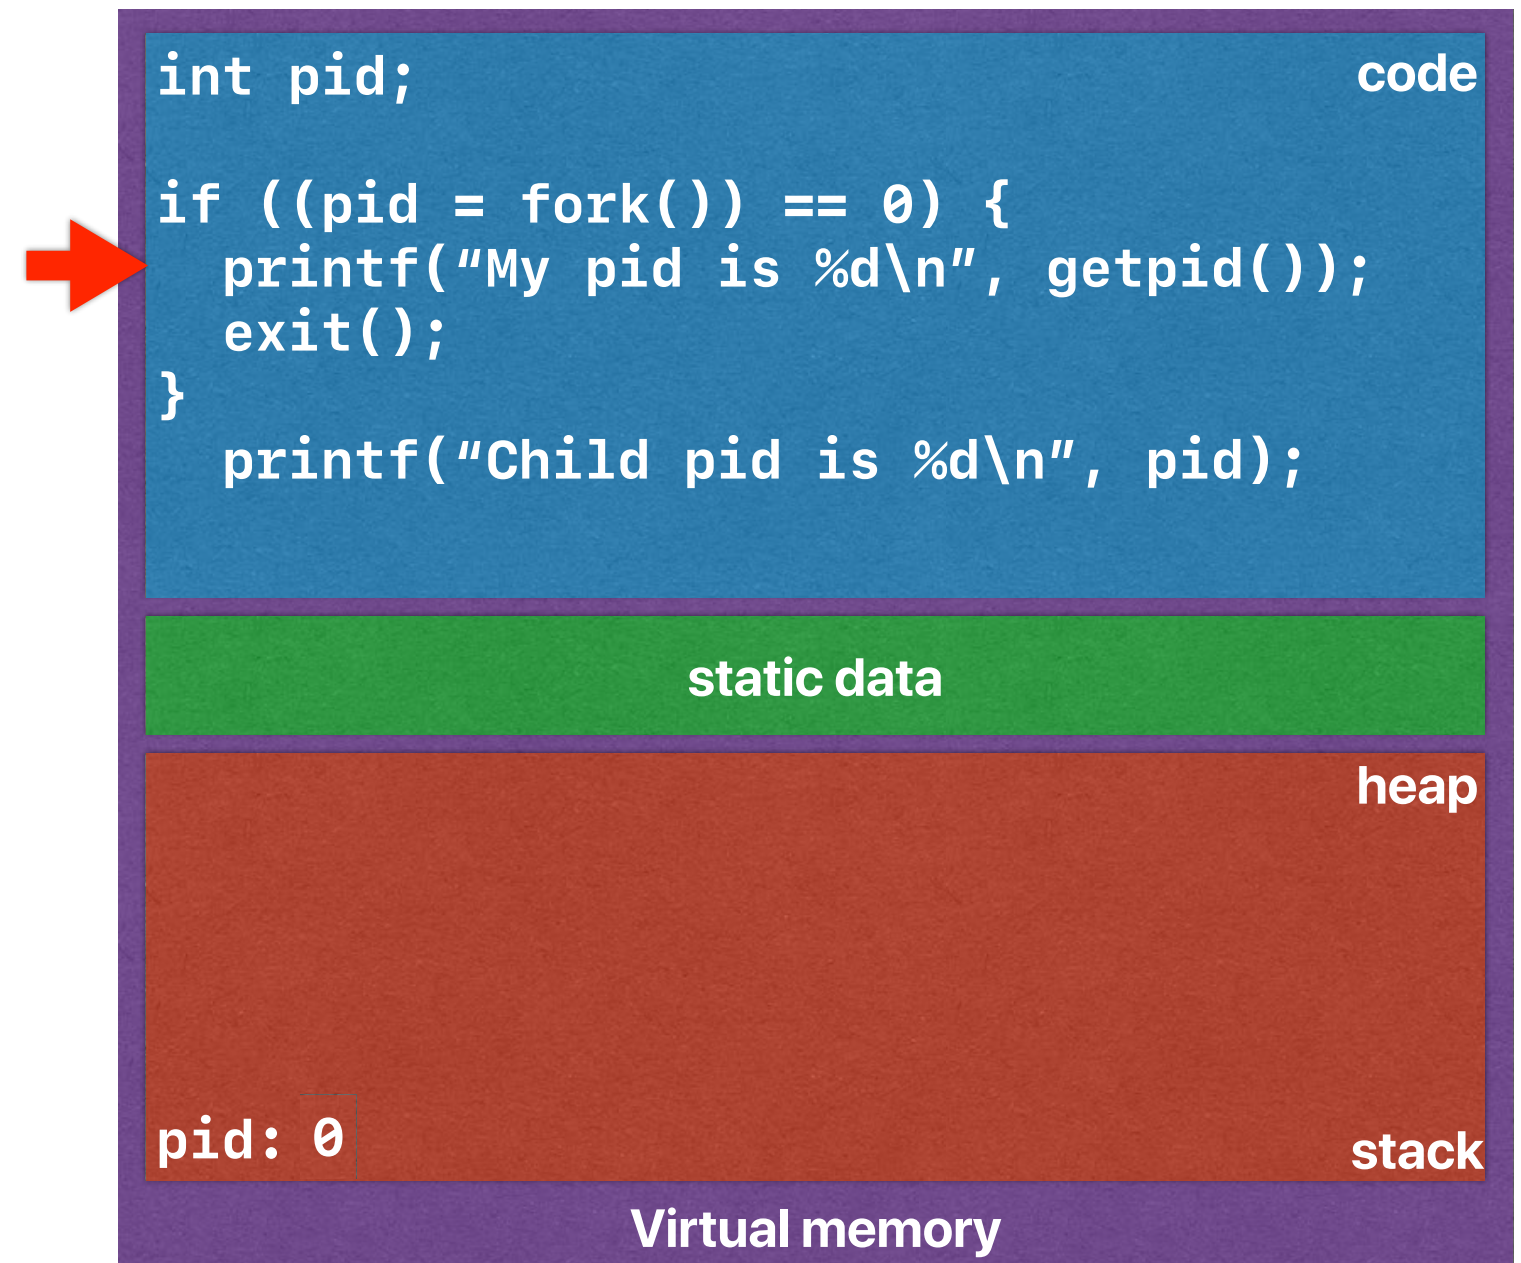 int pid;
code
if ((pid = fork()) == 0) {
  printf(“My pid is %d\n”, getpid());
  exit();
}
  printf(“Child pid is %d\n”, pid);
static data
heap
pid: 0
stack
Virtual memory